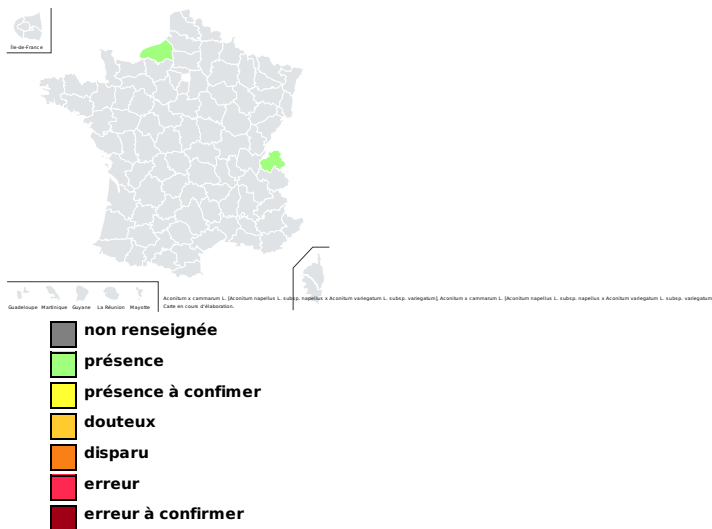 Île-de-France
Guadeloupe Martinique Guyane La Réunion Mayotte
Aconitum x cammarum L. [Aconitum napellus L. subsp. napellus x Aconitum variegatum L. subsp. variegatum], Aconitum x cammarum L. [Aconitum napellus L. subsp. napellus x Aconitum variegatum L. subsp. variegatum
Carte en cours d'élaboration.
non renseignée
présence
présence à confimer
douteux
disparu
erreur
erreur à confirmer